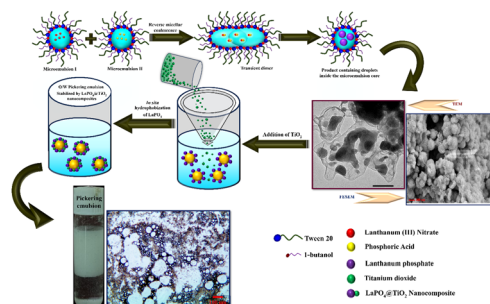 Reverse micellar
coalescence
Microemulsion I
Microemulsion II
Transient dimer
Product containing droplets
inside the microemulsion core
O/W Pickering emulsion
Stabilized by LaPO₄@TiO₂
nanocomposites
In situ
hydrophobization
of LaPO₄
Addition of TiO₂
TEM
FESEM
Pickering
emulsion
Tween 20
1-butanol
Lanthanum (III) Nitrate
Phosphoric Acid
Lanthanum phosphate
Titanium dioxide
LaPO₄@TiO₂ Nanocomposite